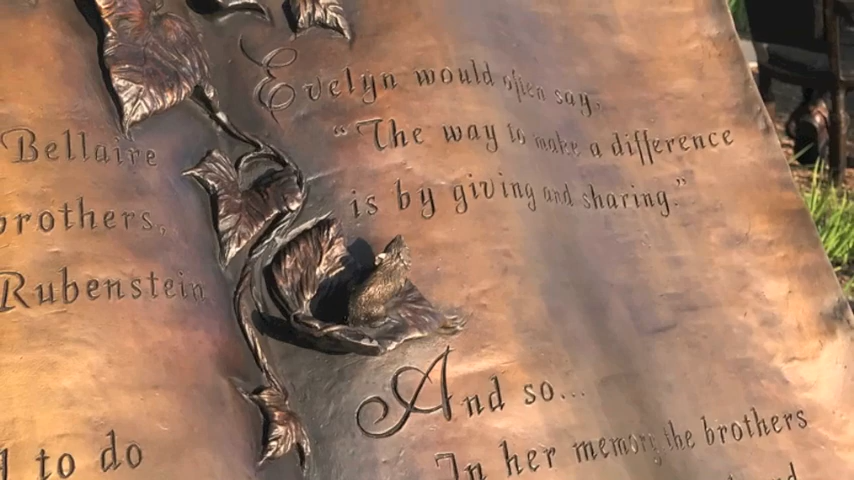 Bellaire
brothers,
Rubenstein
to do
Evelyn would often say,
“The way to make a difference
is by giving and sharing.”
And so...
In her memory the brothers